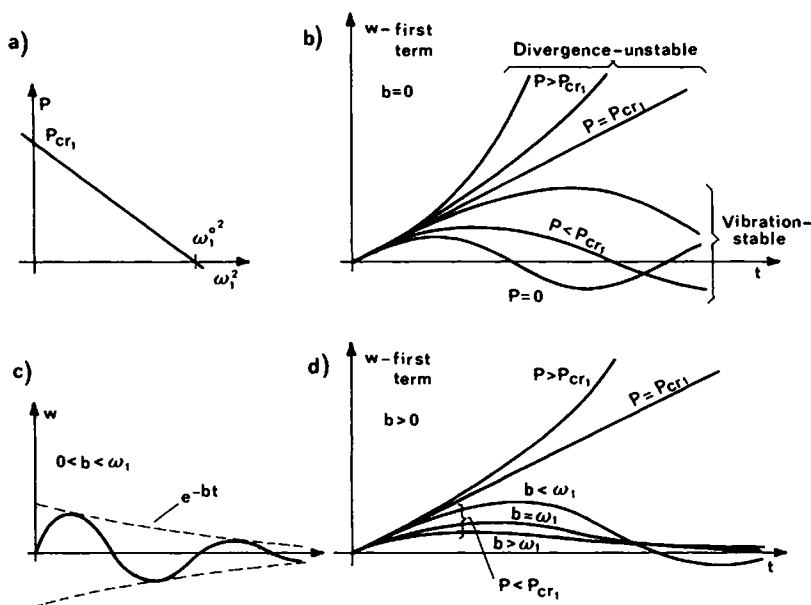 a)
P
Pcr₁
ω₁°²
ω₁²
b)
w-first
term
b=0
Divergence-unstable
P>Pcr₁
P=Pcr₁
P<Pcr₁
P=0
Vibration-
stable
t
c)
w
0<b<ω₁
e^-bt
d)
w-first
term
b>0
P>Pcr₁
P=Pcr₁
b<ω₁
b=ω₁
b>ω₁
P<Pcr₁
t